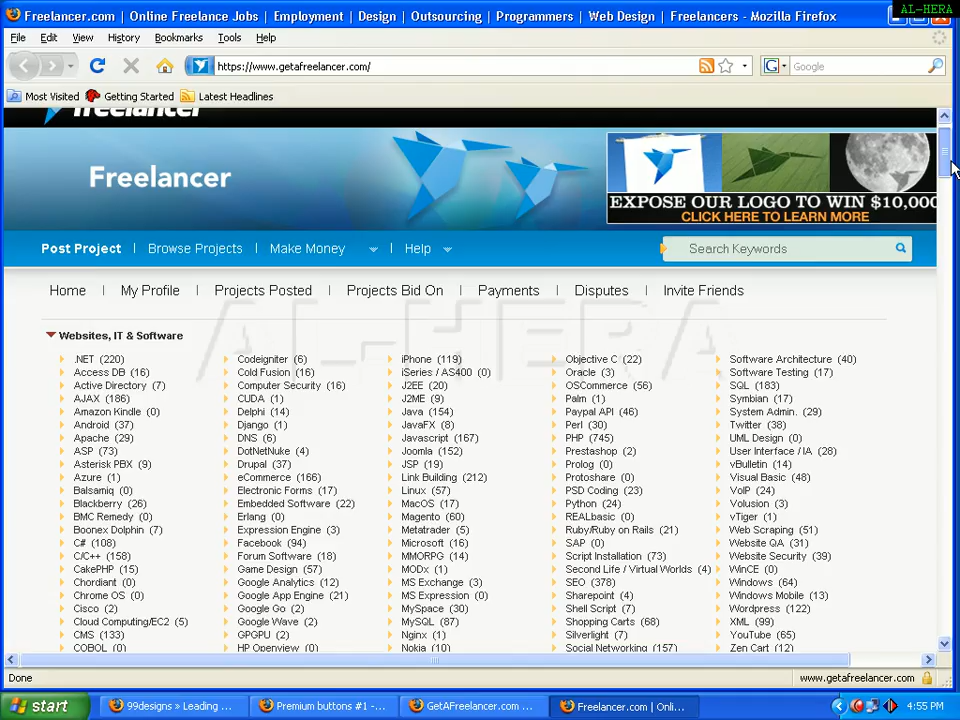 Freelancer.com | Online Freelance Jobs | Employment | Design | Outsourcing | Programmers | Web Design | Freelancers - Mozilla Firefox
AL-HERA
File Edit View History Bookmarks Tools Help
https://www.getafreelancer.com/
Google
Most Visited Getting Started Latest Headlines
freelancer
Freelancer
EXPOSE OUR LOGO TO WIN $10,000
CLICK HERE TO LEARN MORE
Post Project | Browse Projects | Make Money | Help
Search Keywords
Home | My Profile | Projects Posted | Projects Bid On | Payments | Disputes | Invite Friends
AL-HERA
Websites, IT & Software
.NET (220) Codeigniter (6) iPhone (119) Objective C (22) Software Architecture (40)
Access DB (16) Cold Fusion (16) iSeries / AS400 (0) Oracle (3) Software Testing (17)
Active Directory (7) Computer Security (16) J2EE (20) OSCommerce (56) SQL (183)
AJAX (186) CUDA (1) J2ME (9) Palm (1) Symbian (17)
Amazon Kindle (0) Delphi (14) Java (154) Paypal API (46) System Admin. (29)
Android (37) Django (1) JavaFX (8) Perl (30) Twitter (38)
Apache (29) DNS (6) Javascript (167) PHP (745) UML Design (0)
ASP (73) DotNetNuke (4) Joomla (152) Prestashop (2) User Interface / IA (28)
Asterisk PBX (9) Drupal (37) JSP (19) Prolog (0) vBulletin (14)
Azure (1) eCommerce (166) Link Building (212) Protoshare (0) Visual Basic (48)
Balsamiq (0) Electronic Forms (17) Linux (57) PSD Coding (23) VoIP (24)
Blackberry (26) Embedded Software (22) MacOS (17) Python (24) Volusion (3)
BMC Remedy (0) Erlang (0) Magento (60) REALbasic (0) vTiger (1)
Boonex Dolphin (7) Expression Engine (3) Metatrader (5) Ruby/Ruby on Rails (21) Web Scraping (51)
C# (108) Facebook (94) Microsoft (16) SAP (0) Website QA (31)
C/C++ (158) Forum Software (18) MMORPG (14) Script Installation (73) Website Security (39)
CakePHP (15) Game Design (57) MODx (1) Second Life / Virtual Worlds (4) WinCE (0)
Chordiant (0) Google Analytics (12) MS Exchange (3) SEO (378) Windows (64)
Chrome OS (0) Google App Engine (21) MS Expression (0) Sharepoint (4) Windows Mobile (13)
Cisco (2) Google Go (2) MySpace (30) Shell Script (7) Wordpress (122)
Cloud Computing/EC2 (5) Google Wave (2) MySQL (87) Shopping Carts (68) XML (99)
CMS (133) GPGPU (2) Nginx (1) Silverlight (7) YouTube (65)
COBOL (0) HP Openview (0) Nokia (10) Social Networking (157) Zen Cart (12)
Done www.getafreelancer.com
start 99designs » Leading ... Premium buttons #1 -... GetAFreelancer.com ... Freelancer.com | Onli... 4:55 PM